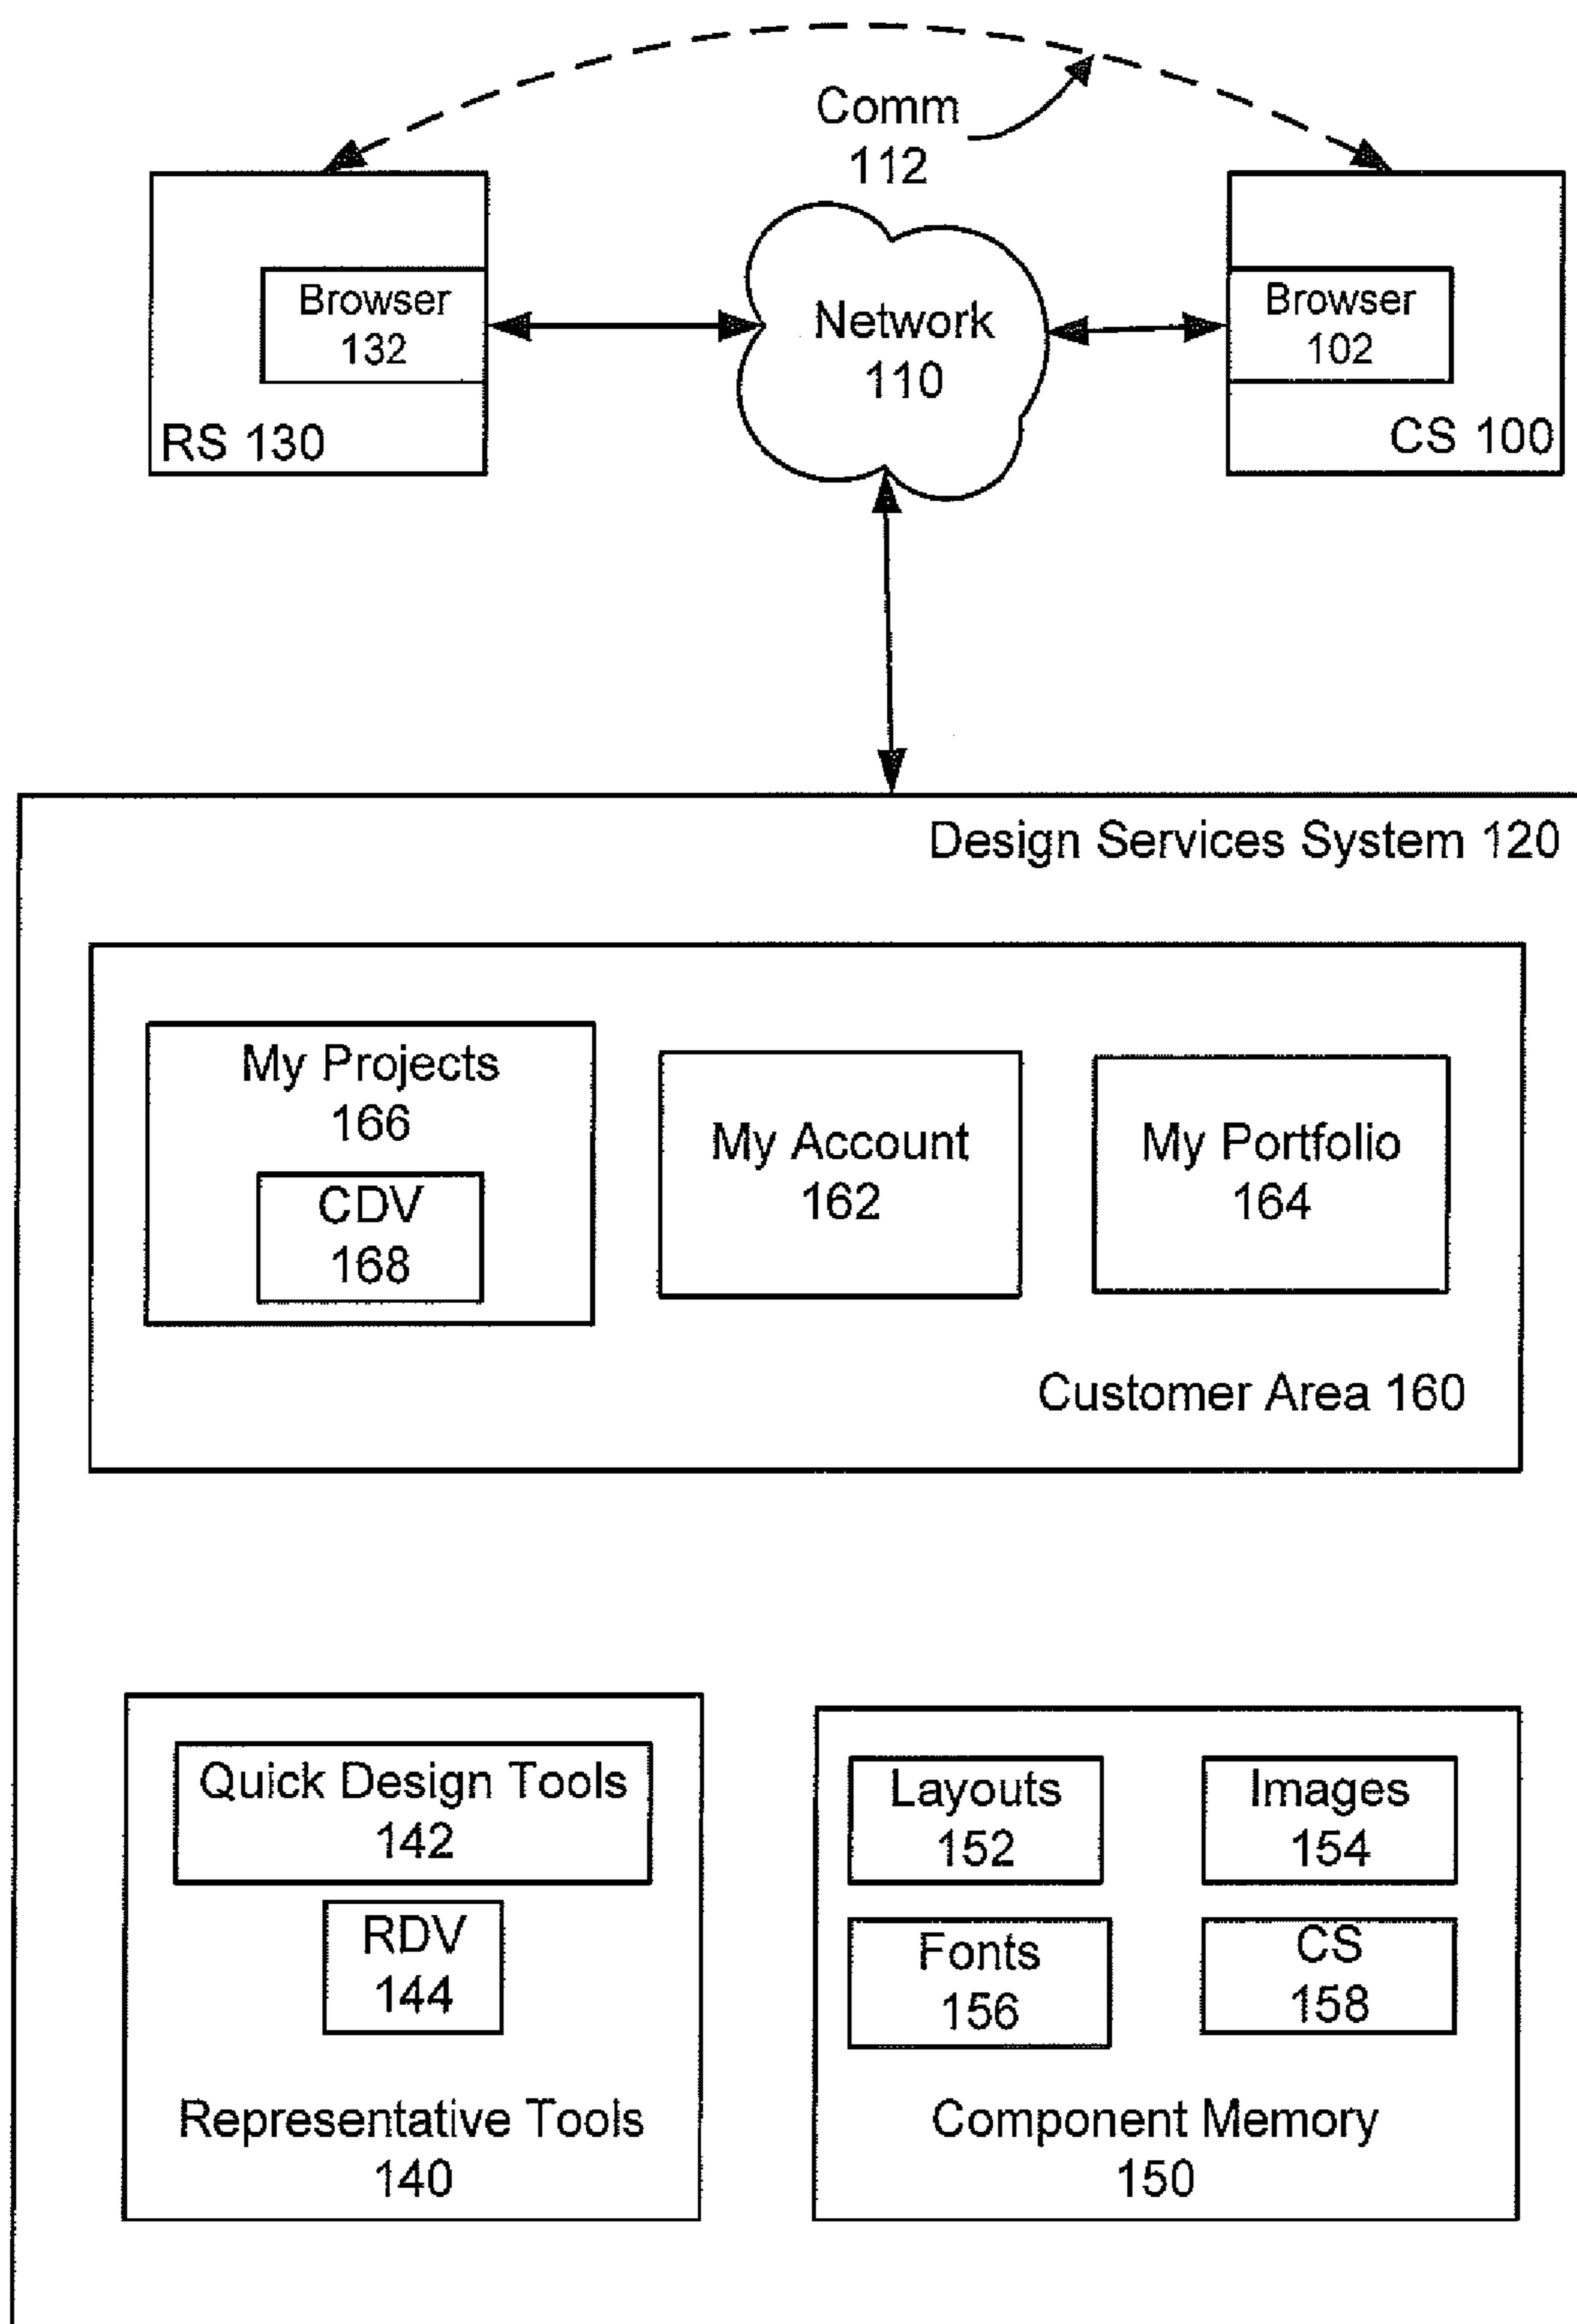 Comm
112
Browser
132
RS 130
Network
110
Browser
102
CS 100
Design Services System 120
My Projects
166
CDV
168
My Account
162
My Portfolio
164
Customer Area 160
Quick Design Tools
142
RDV
144
Representative Tools
140
Layouts
152
Images
154
Fonts
156
CS
158
Component Memory
150